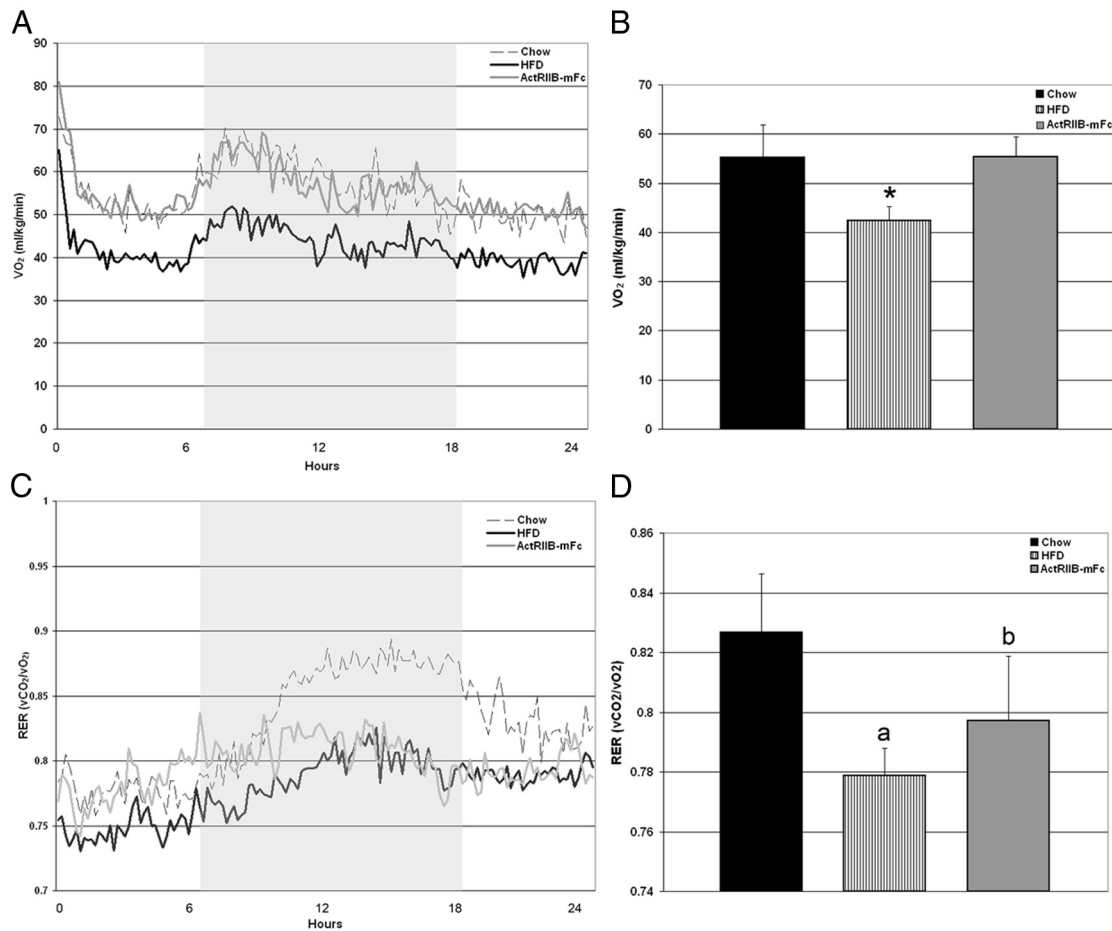 A
90
80
70
60
50
40
30
20
10
0
VO₂ (ml/kg/min)
Chow
HFD
ActRIIB-mFc
0 6 12 18 24
Hours
B
70
60
50
40
30
20
10
0
VO₂ (ml/kg/min)
Chow
HFD
ActRIIB-mFc
*
C
1
0.95
0.9
0.85
0.8
0.75
0.7
RER (vCO₂/vO₂)
Chow
HFD
ActRIIB-mFc
0 6 12 18 24
Hours
D
0.86
0.84
0.82
0.8
0.78
0.76
0.74
RER (vCO2/vO2)
Chow
HFD
ActRIIB-mFc
a
b